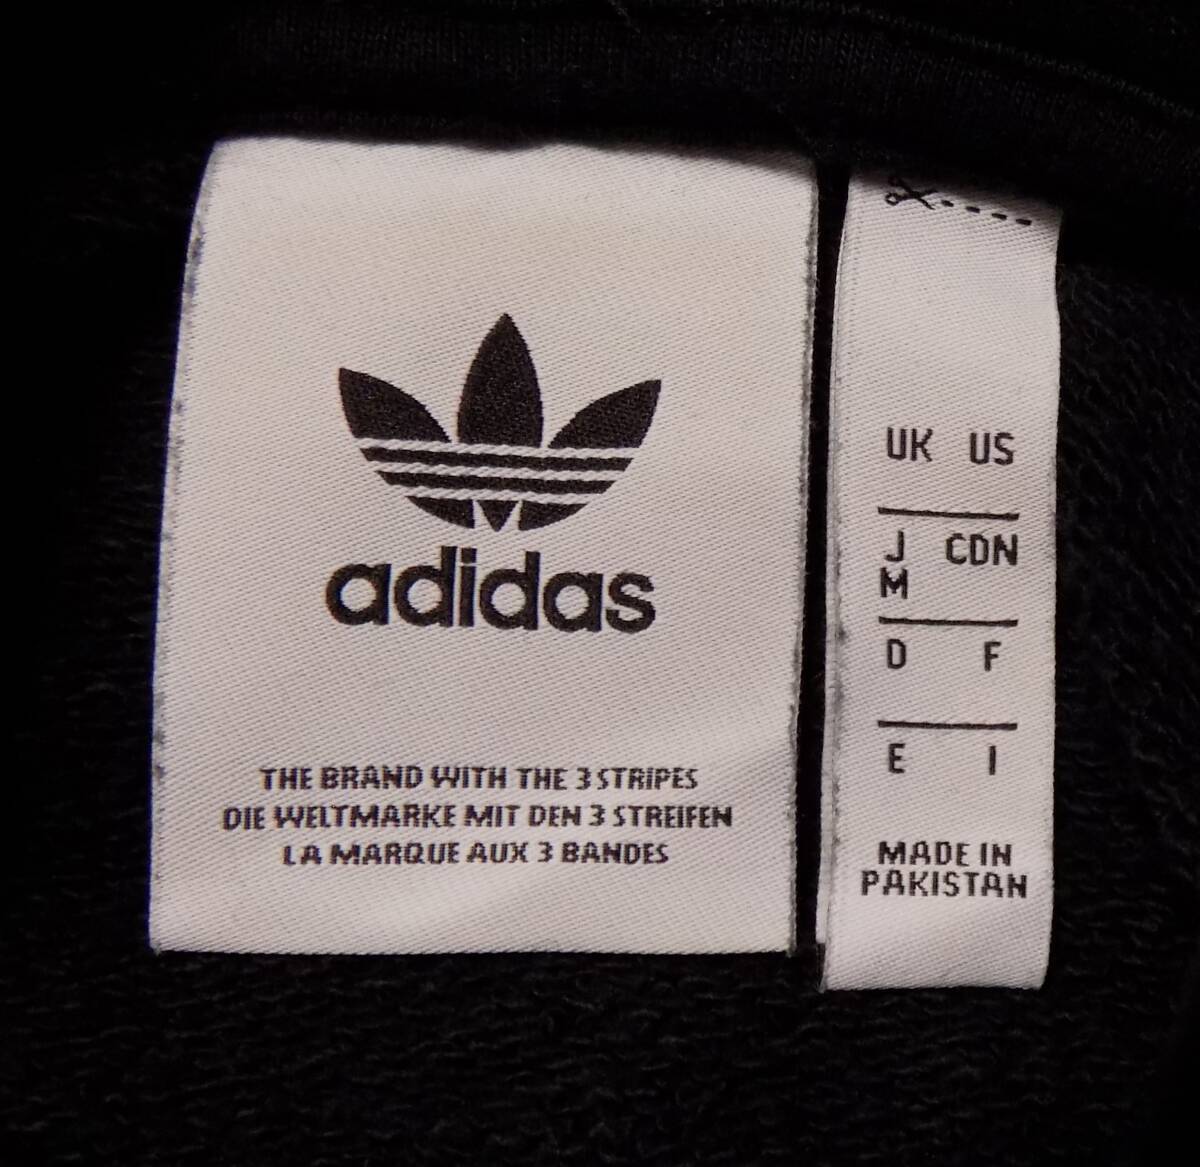 adidas
THE BRAND WITH THE 3 STRIPES
DIE WELTMARKE MIT DEN 3 STREIFEN
LA MARQUE AUX 3 BANDES
UK US
J CDN
M
D F
E I
MADE IN
PAKISTAN